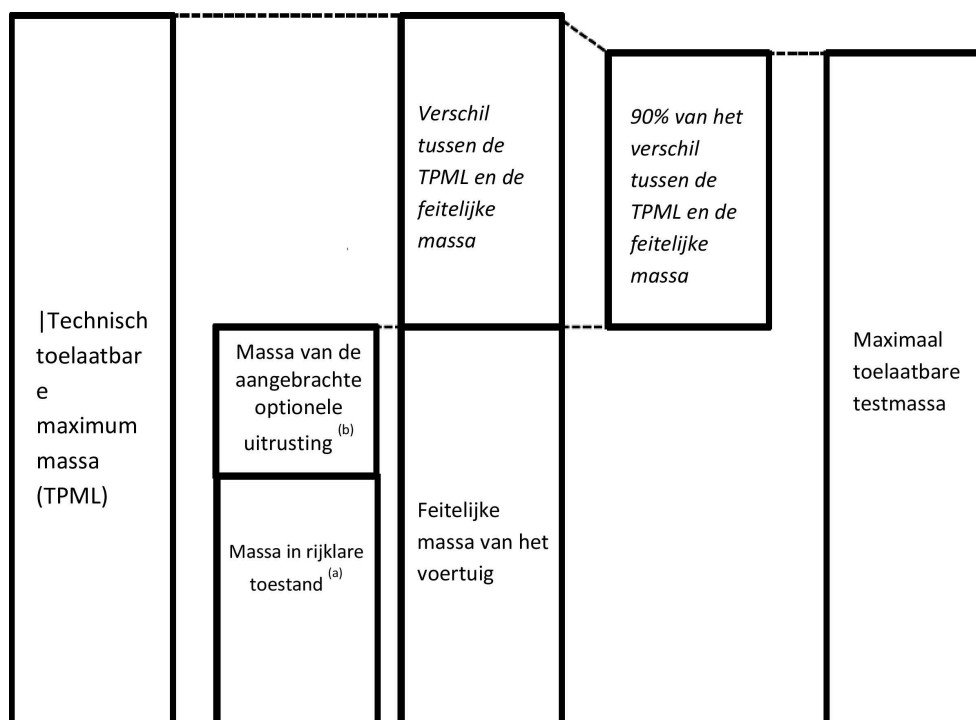 |Technisch
toelaatbar
e
maximum
massa
(TPML)
Massa van de
aangebrachte
optionele
uitrusting (b)
Massa in rijklare
toestand (a)
Verschil
tussen de
TPML en de
feitelijke
massa
Feitelijke
massa van het
voertuig
90% van het
verschil
tussen de
TPML en de
feitelijke
massa
Maximaal
toelaatbare
testmassa